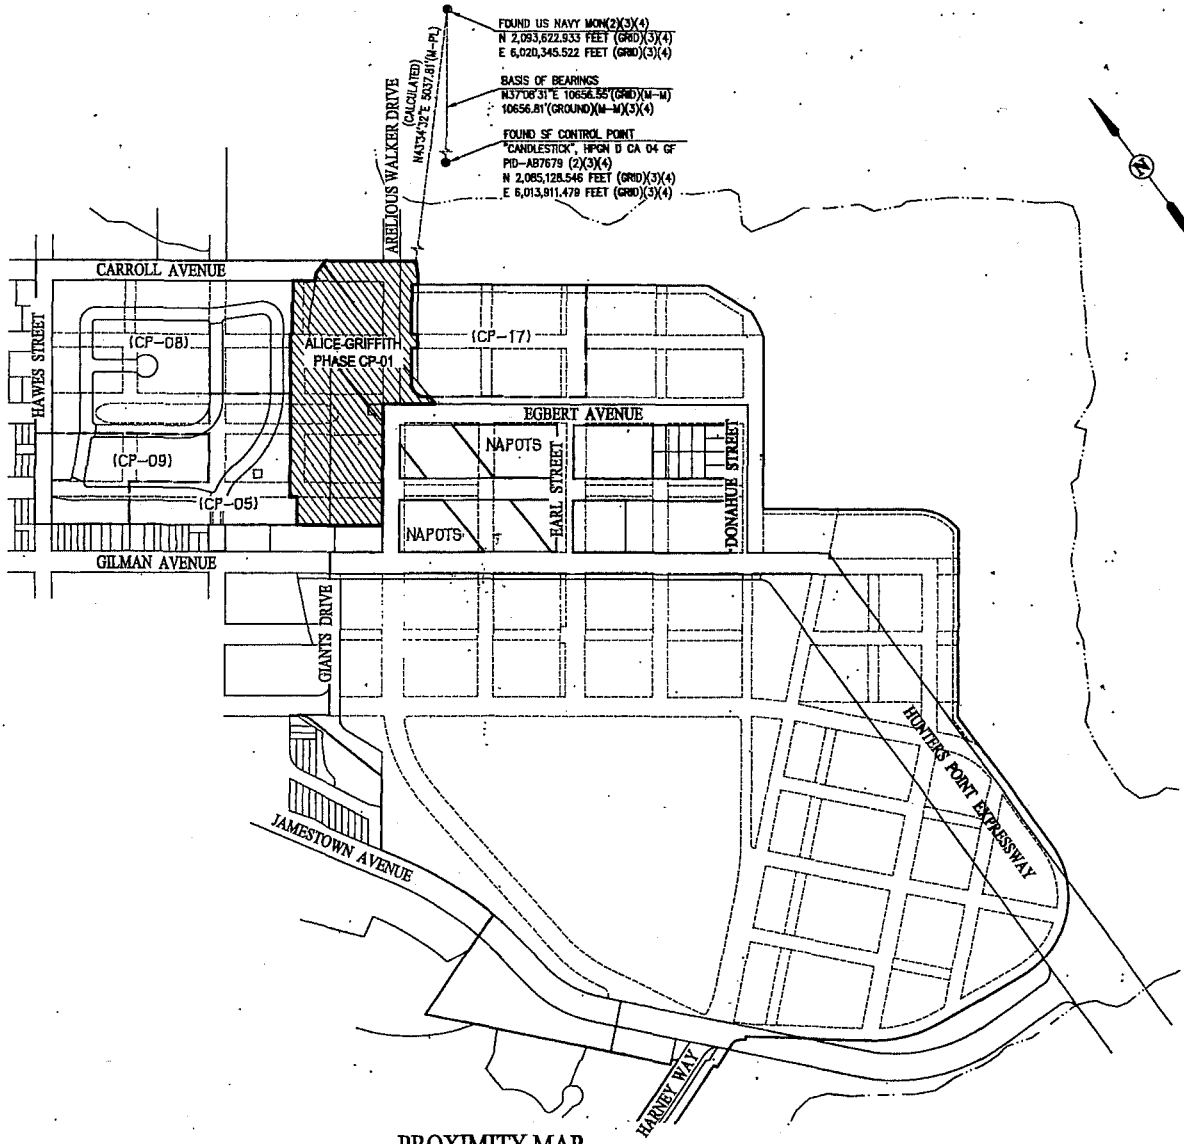 FOUND US NAVY MON(2)(3)(4)
N 2,093,622.933 FEET (GRID)(3)(4)
E 6,020,345.522 FEET (GRID)(3)(4)
BASIS OF BEARINGS
N37°08'31"E 10656.55'(GRID)(M-M)
10656.81'(GROUND)(M-M)(3)(4)
FOUND SF CONTROL POINT
"CANDLESTICK", HPGN D CA 04 GF
PID-AB7679 (2)(3)(4)
N 2,085,128.546 FEET (GRID)(3)(4)
E 6,013,911.479 FEET (GRID)(3)(4)
(CALCULATED)
N43°34'32"E 5037.81'(M-PL)
ARELIOUS WALKER DRIVE
N
CARROLL AVENUE
HAWES STREET
(CP-08)
ALICE GRIFFITH
PHASE CP-01
(CP-17)
EGBERT AVENUE
NAPOTS
EARL STREET
DONAHUE STREET
(CP-09)
(CP-05)
NAPOTS
GILMAN AVENUE
GIANTS DRIVE
HUNTERS POINT EXPRESSWAY
JAMESTOWN AVENUE
HARNEY WAY
PROXIMITY MAP